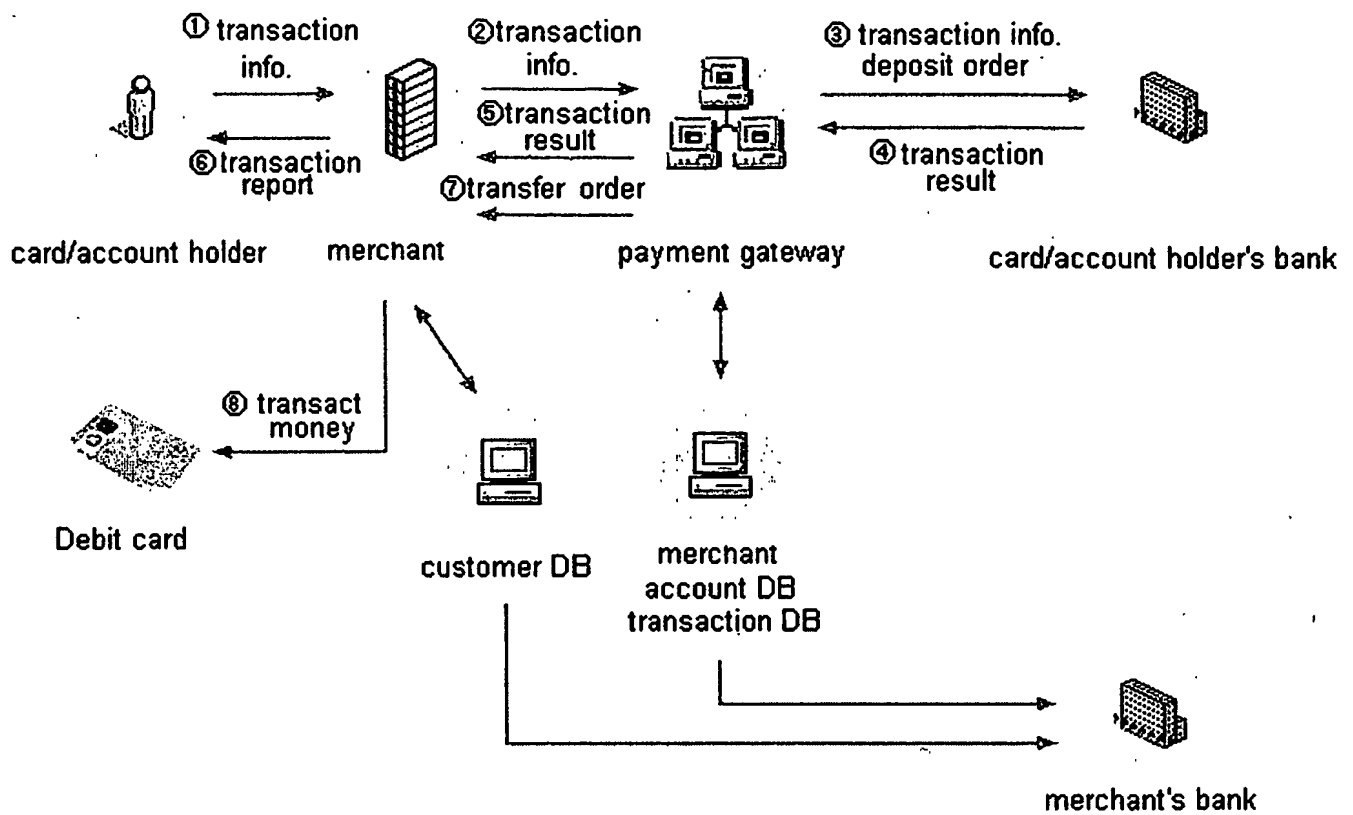 ① transaction
info.
②transaction
info.
③ transaction info.
deposit order
⑤transaction
result
④transaction
result
⑥transaction
report
⑦transfer order
card/account holder
merchant
payment gateway
card/account holder's bank
⑧ transact
money
Debit card
customer DB
merchant
account DB
transaction DB
merchant's bank